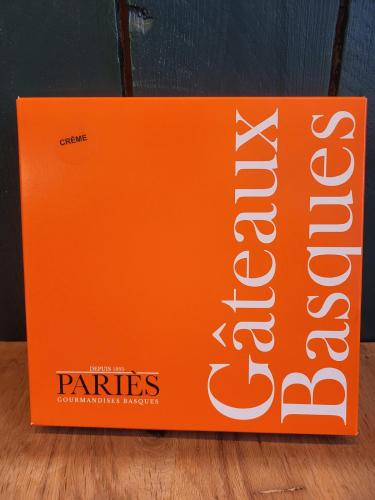 CRÈME
Gâteaux
Basques
DEPUIS 1895
PARIÈS
GOURMANDISES BASQUES